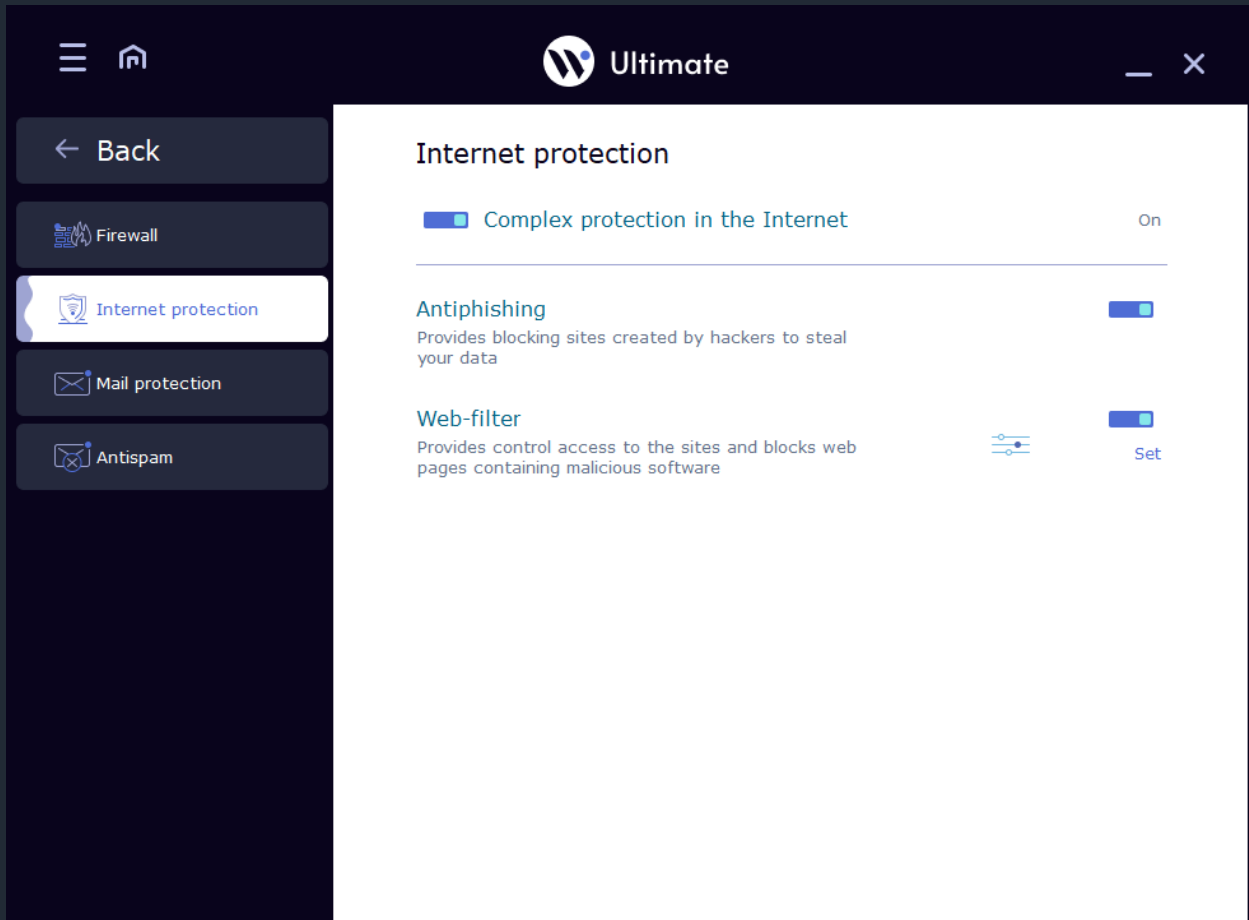 Ultimate
Back
Firewall
Internet protection
Mail protection
Antispam
Internet protection
Complex protection in the Internet
On
Antiphishing
Provides blocking sites created by hackers to steal
your data
Web-filter
Provides control access to the sites and blocks web
pages containing malicious software
Set